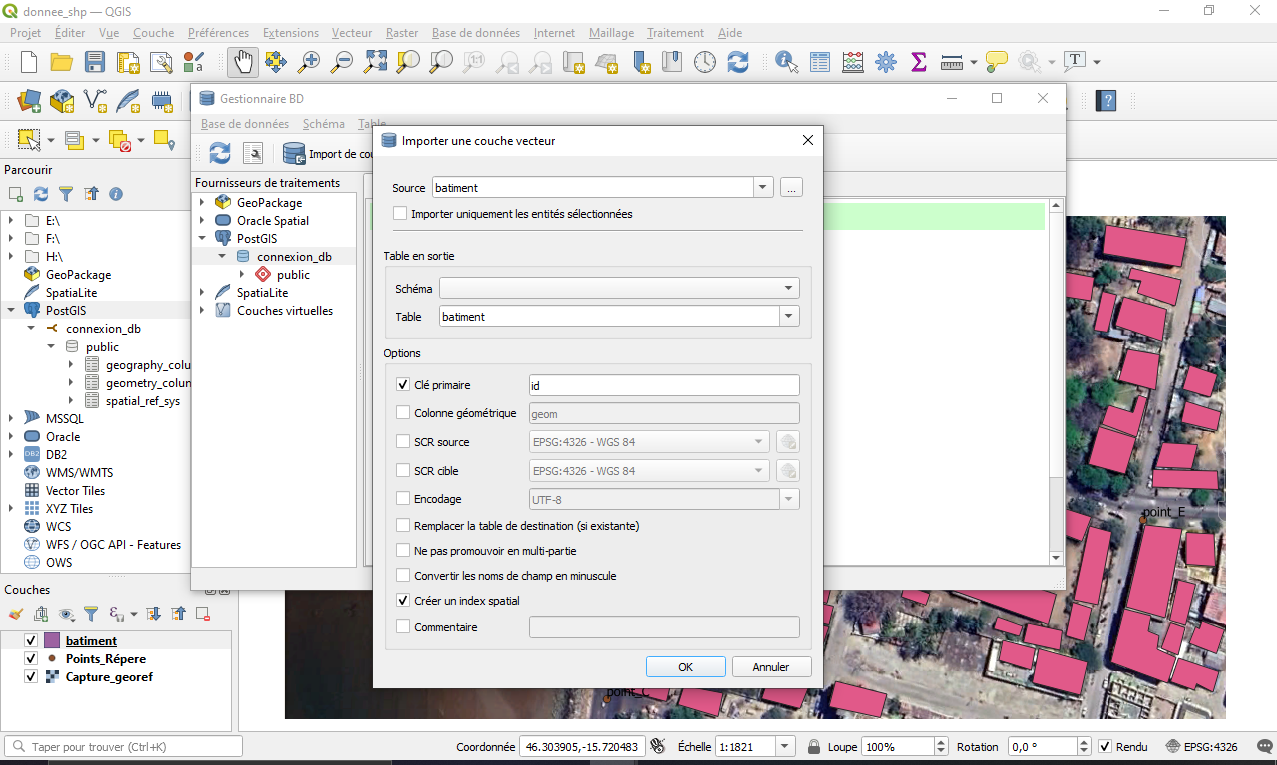 donnee_shp — QGIS
Projet Éditer Vue Couche Préférences Extensions Vecteur Raster Base de données Internet Maillage Traitement Aide
Gestionnaire BD
Base de données Schéma Table
Import de
Parcourir
E:\
F:\
H:\
GeoPackage
SpatiaLite
PostGIS
connexion_db
public
geography_colu
geometry_colun
spatial_ref_sys
MSSQL
Oracle
DB2
WMS/WMTS
Vector Tiles
XYZ Tiles
WCS
WFS / OGC API - Features
OWS
Fournisseurs de traitements
GeoPackage
Oracle Spatial
PostGIS
connexion_db
public
SpatiaLite
Couches virtuelles
Importer une couche vecteur
Source batiment ...
Importer uniquement les entités sélectionnées
Table en sortie
Schéma
Table batiment
Options
Clé primaire id
Colonne géométrique geom
SCR source EPSG:4326 - WGS 84
SCR cible EPSG:4326 - WGS 84
Encodage UTF-8
Remplacer la table de destination (si existante)
Ne pas promouvoir en multi-partie
Convertir les noms de champ en minuscule
Créer un index spatial
Commentaire
OK Annuler
point_E
point_C
Couches
batiment
Points_Répere
Capture_georef
Taper pour trouver (Ctrl+K)
Coordonnée 46.303905,-15.720483 Échelle 1:1821 Loupe 100% Rotation 0,0 ° Rendu EPSG:4326